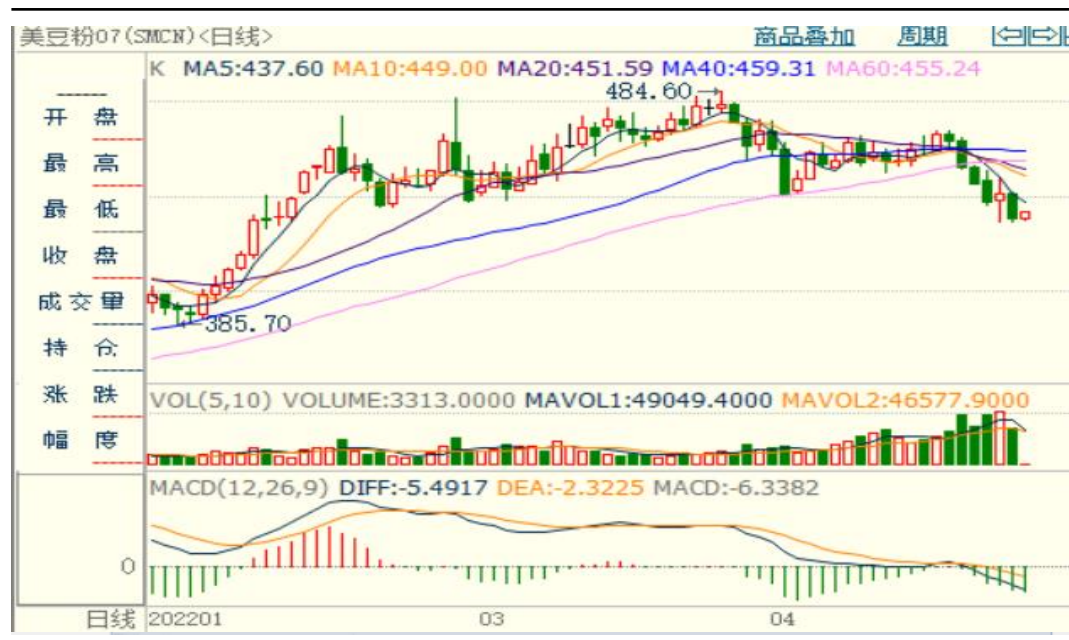 美豆粉07(SMCN)<日线> 商品叠加 周期
K MA5:437.60 MA10:449.00 MA20:451.59 MA40:459.31 MA60:455.24
484.60
开盘
最高
最低
收盘
成交量
385.70
持仓
涨跌
VOL(5,10) VOLUME:3313.0000 MAVOL1:49049.4000 MAVOL2:46577.9000
幅度
MACD(12,26,9) DIFF:-5.4917 DEA:-2.3225 MACD:-6.3382
0
日线 202201 03 04